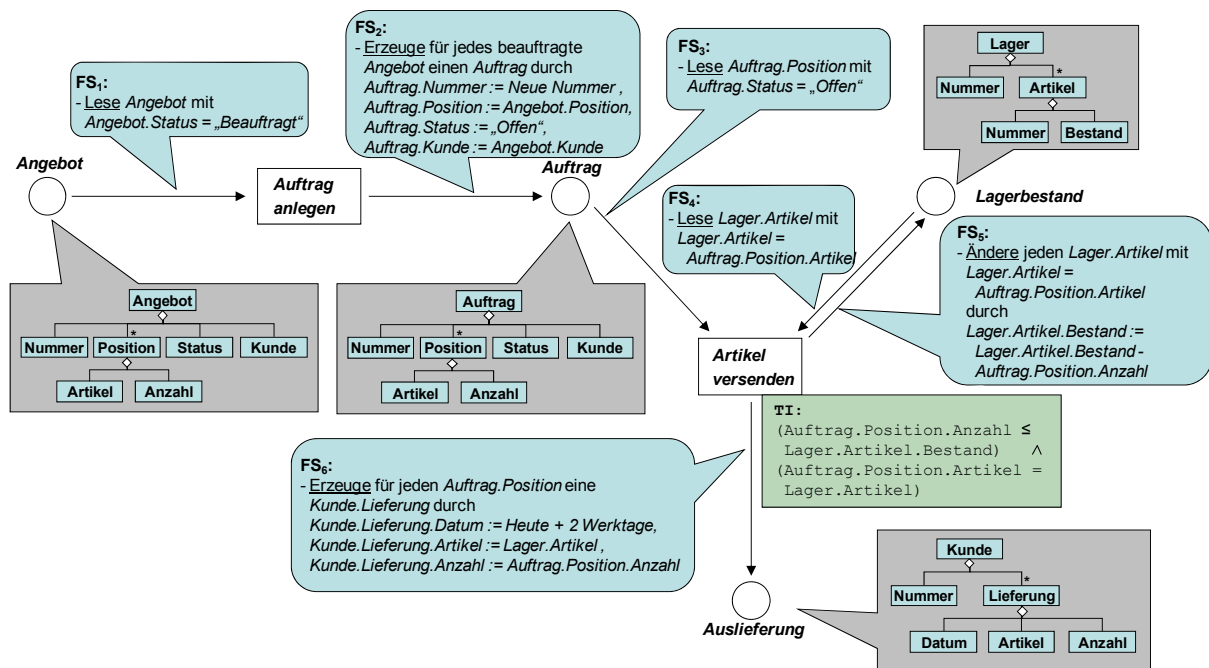 FS1:
- Lese Angebot mit
Angebot.Status = „Beauftragt“
FS2:
- Erzeuge für jedes beauftragte
Angebot einen Auftrag durch
Auftrag.Nummer := Neue Nummer ,
Auftrag.Position := Angebot.Position,
Auftrag.Status := „Offen“,
Auftrag.Kunde := Angebot.Kunde
FS3:
- Lese Auftrag.Position mit
Auftrag.Status = „Offen“
Lager
*
Nummer
Artikel
Nummer
Bestand
Angebot
Auftrag
anlegen
Auftrag
Lagerbestand
FS4:
- Lese Lager.Artikel mit
Lager.Artikel =
Auftrag.Position.Artikel
FS5:
- Ändere jeden Lager.Artikel mit
Lager.Artikel =
Auftrag.Position.Artikel
durch
Lager.Artikel.Bestand :=
Lager.Artikel.Bestand -
Auftrag.Position.Anzahl
Angebot
*
Nummer
Position
Status
Kunde
Artikel
Anzahl
Auftrag
*
Nummer
Position
Status
Kunde
Artikel
Anzahl
Artikel
versenden
TI:
(Auftrag.Position.Anzahl ≤
Lager.Artikel.Bestand) ∧
(Auftrag.Position.Artikel =
Lager.Artikel)
FS6:
- Erzeuge für jeden Auftrag.Position eine
Kunde.Lieferung durch
Kunde.Lieferung.Datum := Heute + 2 Werktage,
Kunde.Lieferung.Artikel := Lager.Artikel ,
Kunde.Lieferung.Anzahl := Auftrag.Position.Anzahl
Auslieferung
Kunde
*
Nummer
Lieferung
Datum
Artikel
Anzahl